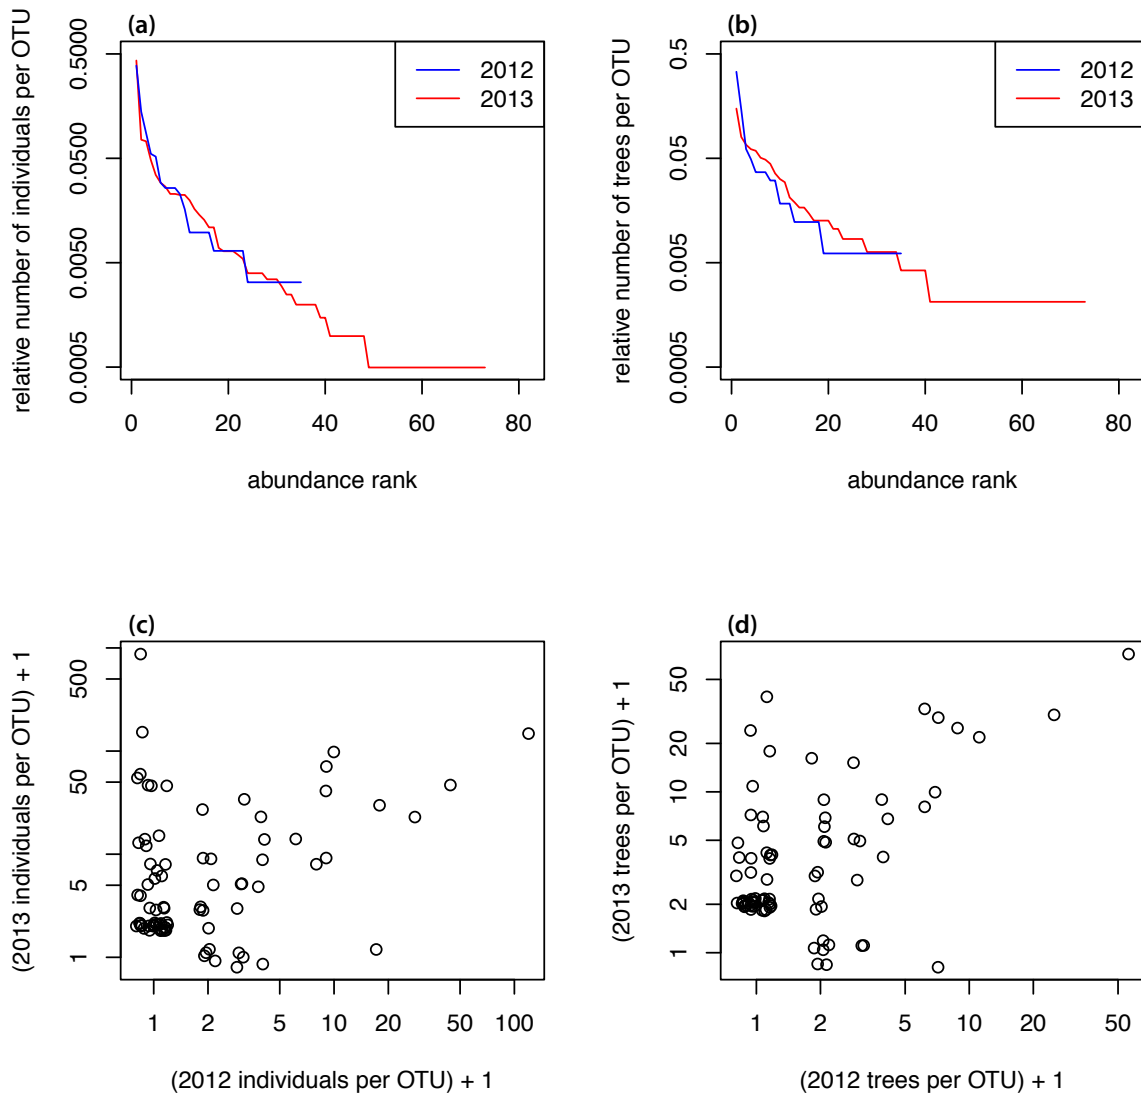 (a)
relative number of individuals per OTU
0.5000
0.0500
0.0050
0.0005
2012
2013
0 20 40 60 80
abundance rank
(b)
relative number of trees per OTU
0.5
0.05
0.005
0.0005
2012
2013
0 20 40 60 80
abundance rank
(c)
(2013 individuals per OTU) + 1
500
50
5
1
1 2 5 10 20 50 100
(2012 individuals per OTU) + 1
(d)
(2013 trees per OTU) + 1
50
20
10
5
2
1
1 2 5 10 20 50
(2012 trees per OTU) + 1